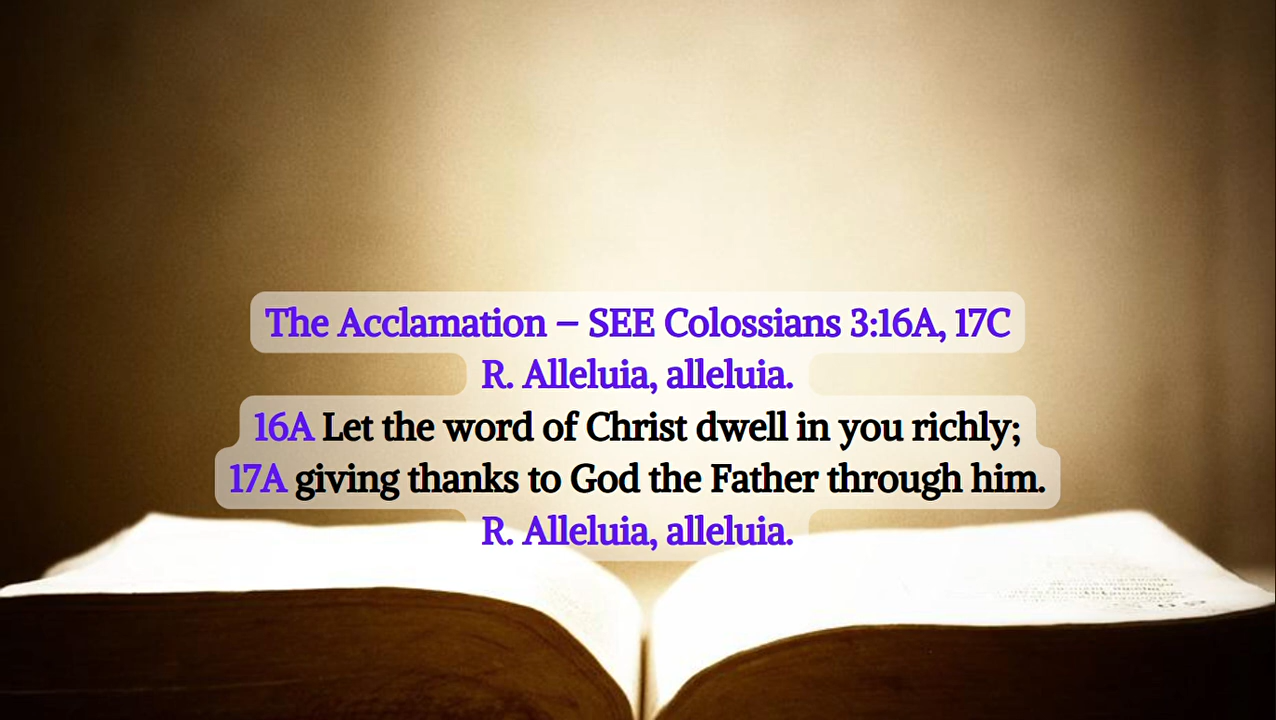 The Acclamation – SEE Colossians 3:16A, 17C
R. Alleluia, alleluia.
16A Let the word of Christ dwell in you richly;
17A giving thanks to God the Father through him.
R. Alleluia, alleluia.